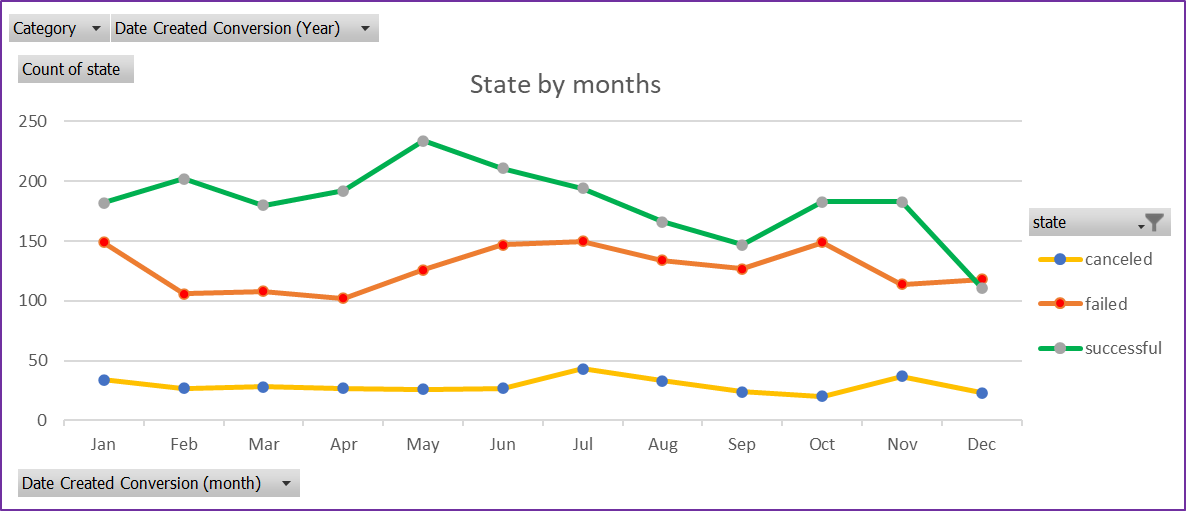 Category
Date Created Conversion (Year)
Count of state
State by months
250
200
150
100
50
0
Jan Feb Mar Apr May Jun Jul Aug Sep Oct Nov Dec
state
canceled
failed
successful
Date Created Conversion (month)